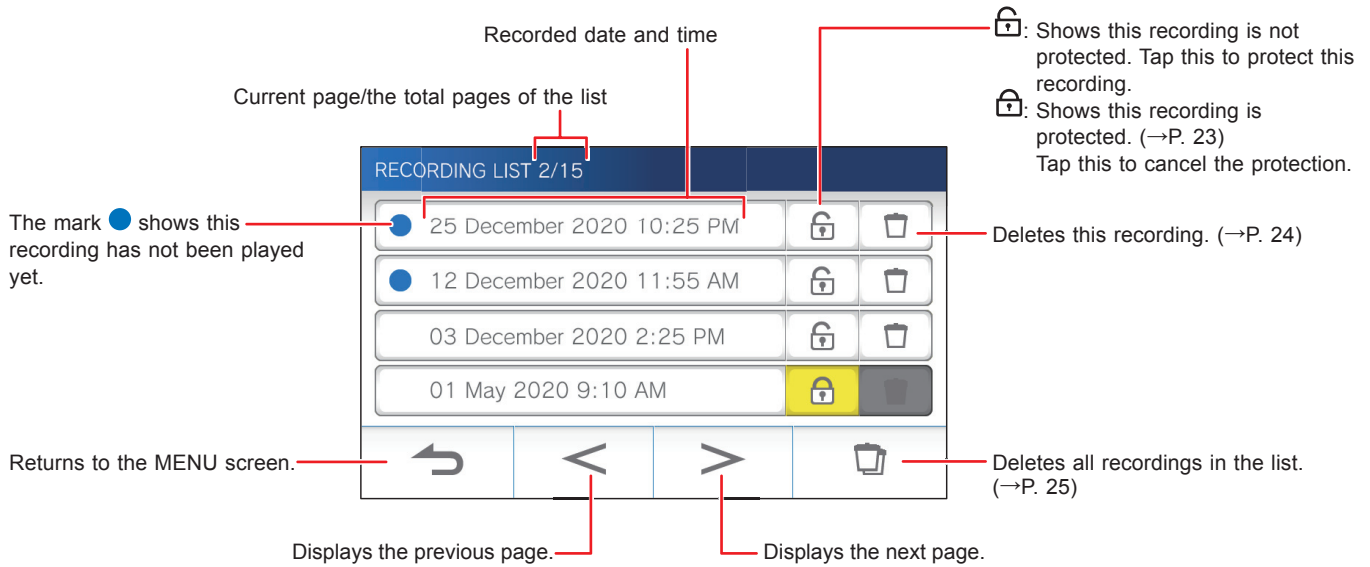 Recorded date and time
Current page/the total pages of the list
: Shows this recording is not
protected. Tap this to protect this
recording.
: Shows this recording is
protected. (→P. 23)
Tap this to cancel the protection.
RECORDING LIST 2/15
The mark shows this
recording has not been played
yet.
25 December 2020 10:25 PM
Deletes this recording. (→P. 24)
12 December 2020 11:55 AM
03 December 2020 2:25 PM
01 May 2020 9:10 AM
Returns to the MENU screen.
<
>
Deletes all recordings in the list.
(→P. 25)
Displays the previous page.
Displays the next page.